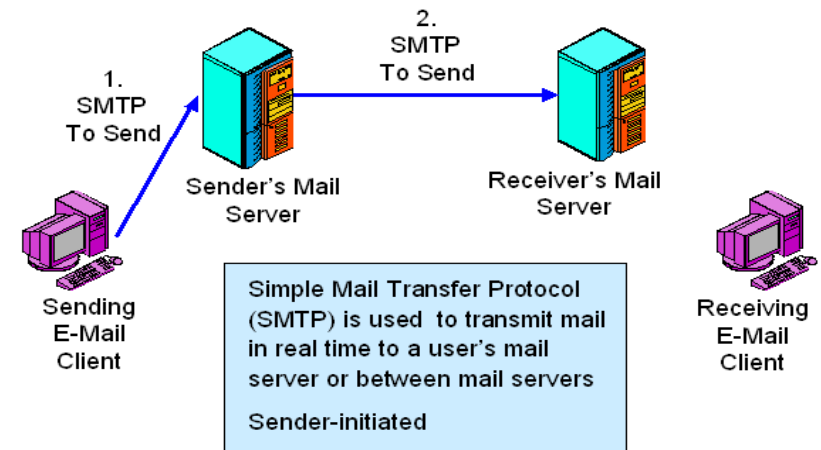 1.
SMTP
To Send
2.
SMTP
To Send
Sender's Mail
Server
Receiver's Mail
Server
Sending
E-Mail
Client
Simple Mail Transfer Protocol
(SMTP) is used to transmit mail
in real time to a user's mail
server or between mail servers
Sender-initiated
Receiving
E-Mail
Client